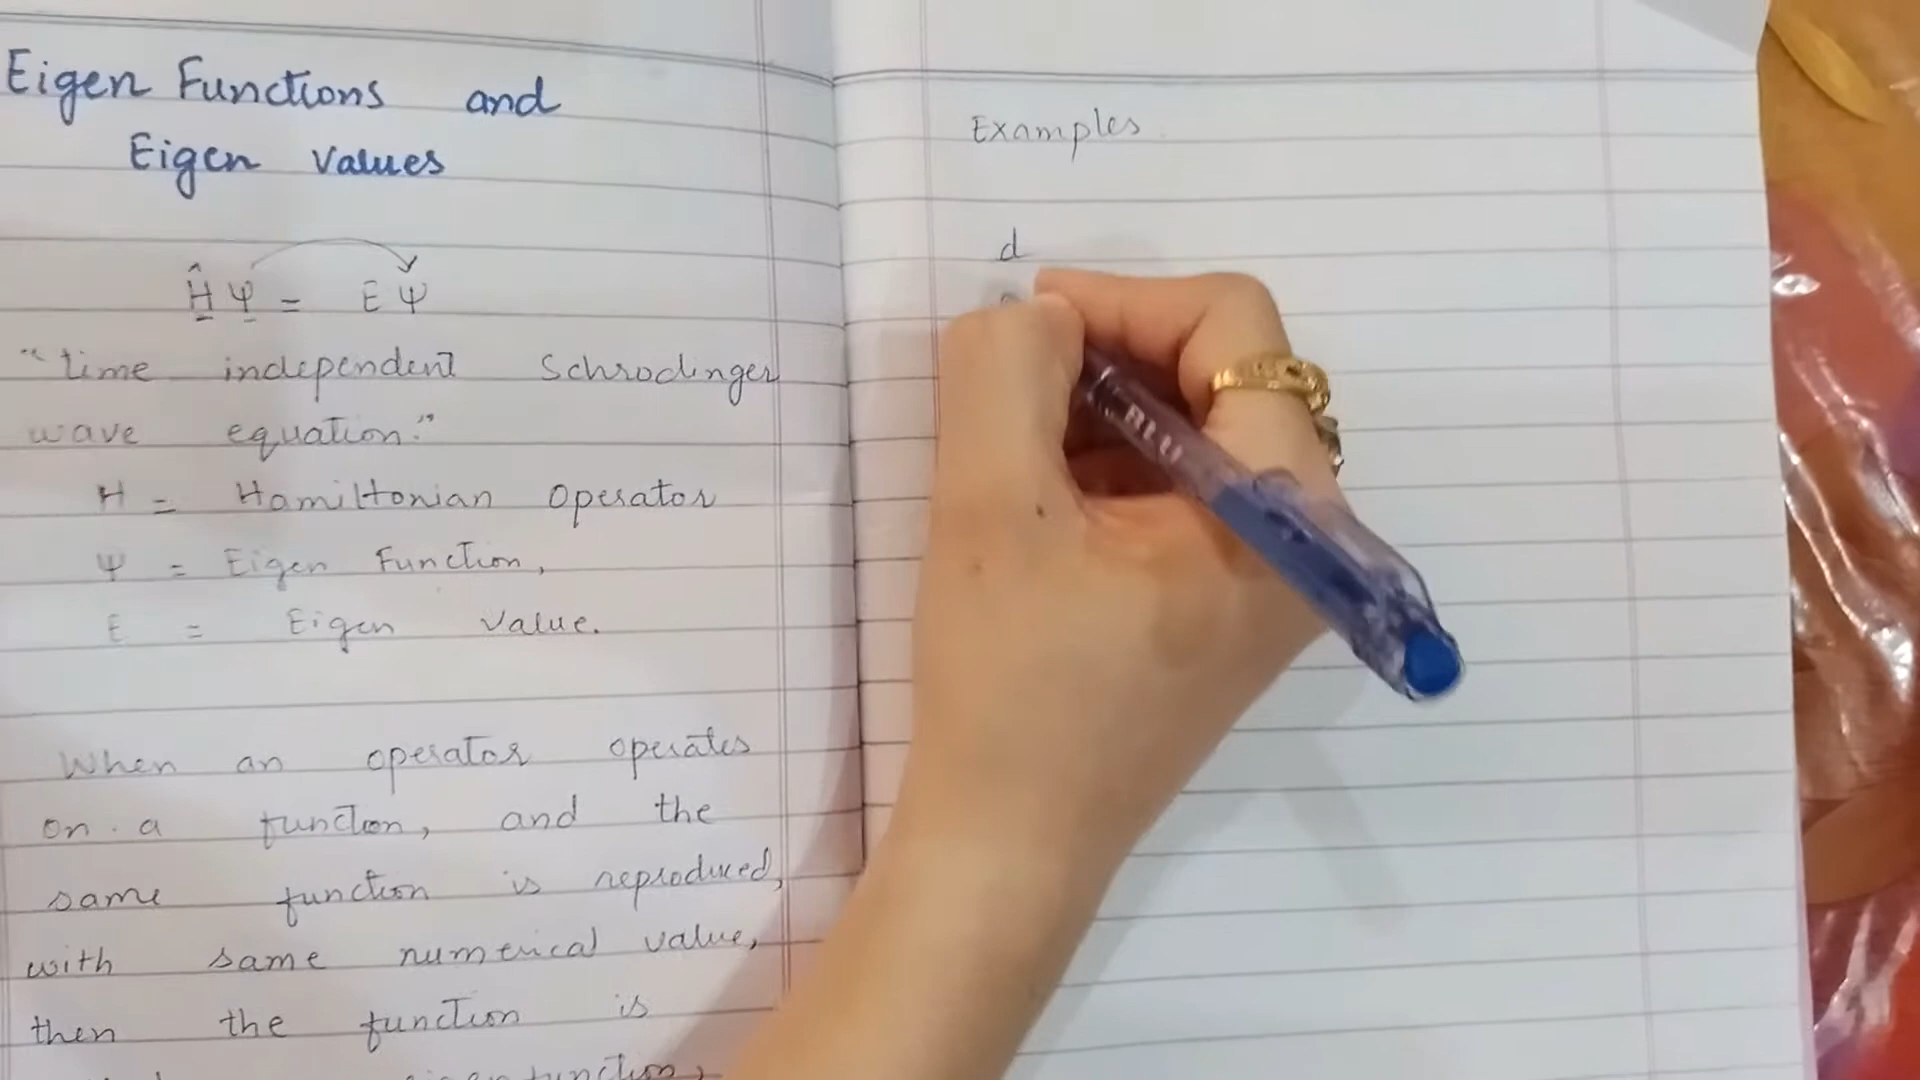 Eigen Functions and
Eigen Values
Ĥ Ψ = E Ψ
"time independent Schrodinger
wave equation."
H = Hamiltonian Operator
Ψ = Eigen Function,
E = Eigen Value.
When an operator operates
on a function, and the
same function is reproduced,
with same numerical value,
then the function is
eigen function,
Examples
d
BLU